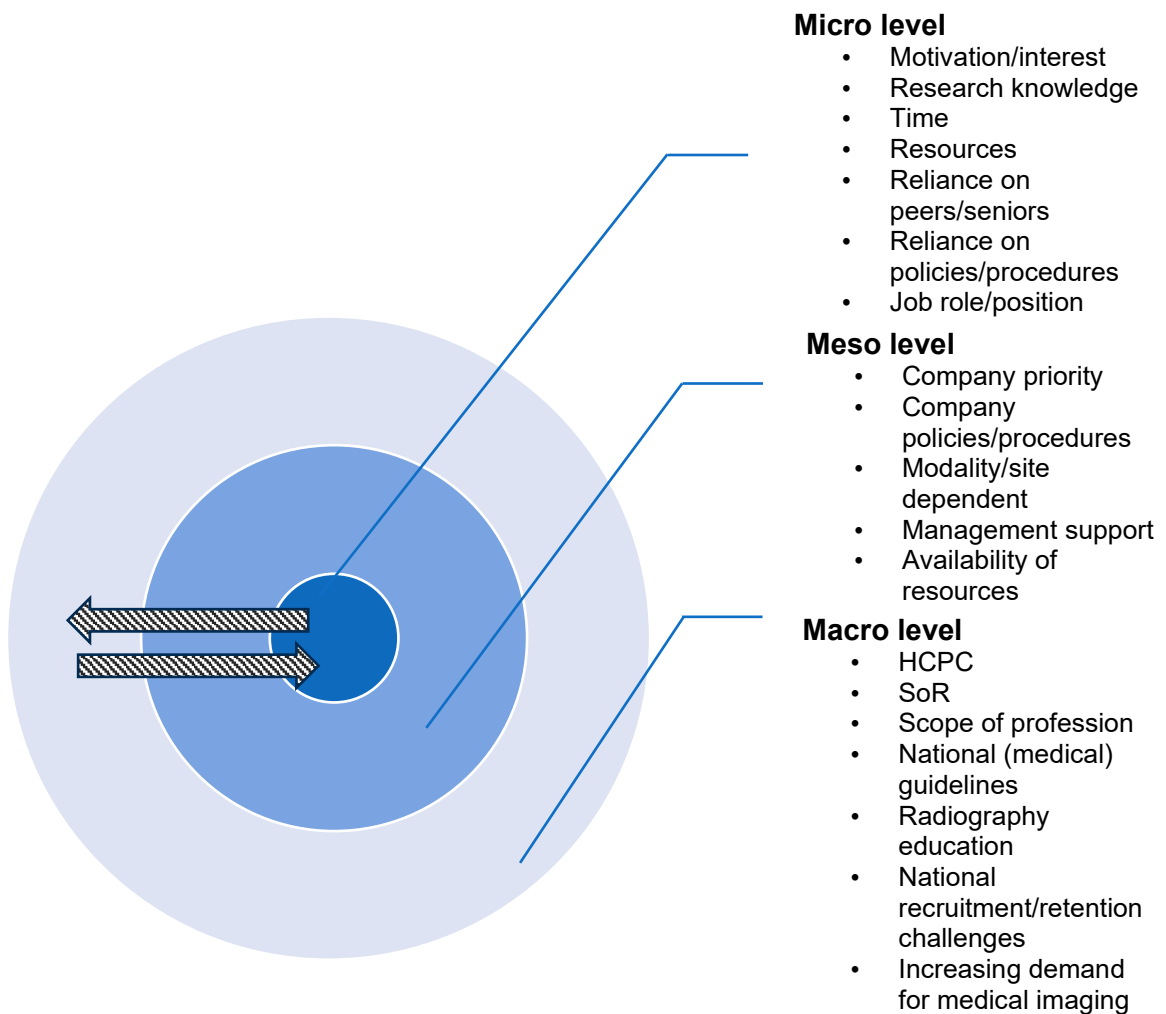 Micro level
• Motivation/interest
• Research knowledge
• Time
• Resources
• Reliance on
peers/seniors
• Reliance on
policies/procedures
• Job role/position
Meso level
• Company priority
• Company
policies/procedures
• Modality/site
dependent
• Management support
• Availability of
resources
Macro level
• HCPC
• SoR
• Scope of profession
• National (medical)
guidelines
• Radiography
education
• National
recruitment/retention
challenges
• Increasing demand
for medical imaging